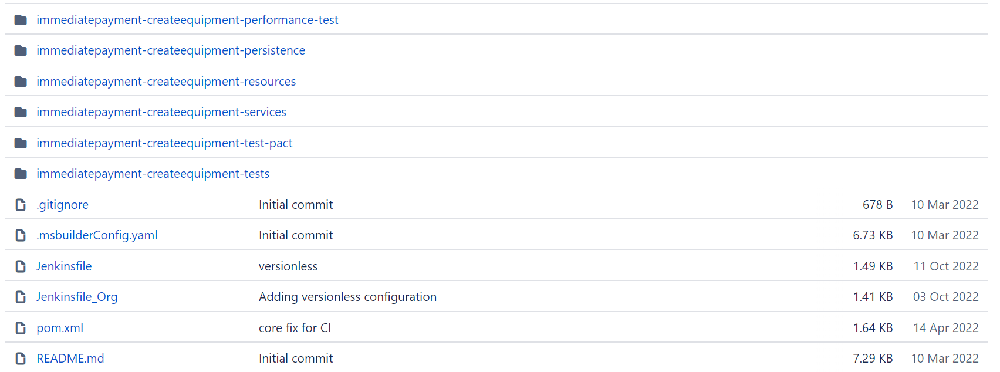 immediatepayment-createequipment-performance-test
immediatepayment-createequipment-persistence
immediatepayment-createequipment-resources
immediatepayment-createequipment-services
immediatepayment-createequipment-test-pact
immediatepayment-createequipment-tests
.gitignore Initial commit 678 B 10 Mar 2022
.msbuilderConfig.yaml Initial commit 6.73 KB 10 Mar 2022
Jenkinsfile versionless 1.49 KB 11 Oct 2022
Jenkinsfile_Org Adding versionless configuration 1.41 KB 03 Oct 2022
pom.xml core fix for CI 1.64 KB 14 Apr 2022
README.md Initial commit 7.29 KB 10 Mar 2022